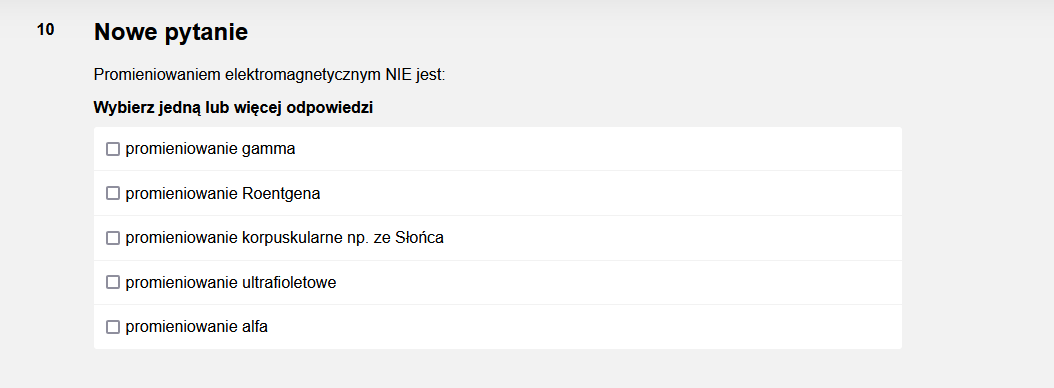 10
Nowe pytanie
Promieniowaniem elektromagnetycznym NIE jest:
Wybierz jedną lub więcej odpowiedzi
promieniowanie gamma
promieniowanie Roentgena
promieniowanie korpuskularne np. ze Słońca
promieniowanie ultrafioletowe
promieniowanie alfa